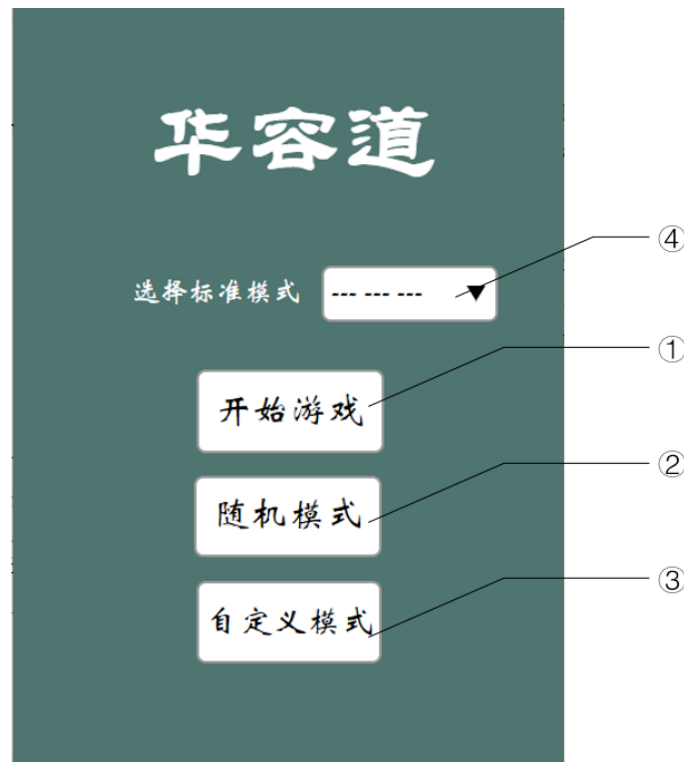 华容道
④
选择标准模式 --- --- --- ▼
①
开始游戏
②
随机模式
③
自定义模式